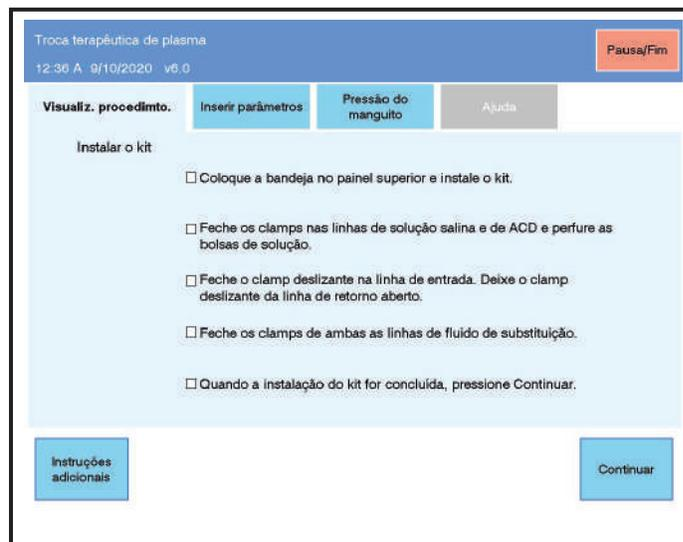 Troca terapêutica de plasma
12:36 A 9/10/2020 v6.0
Pausa/Fim
Visualiz. procedimto.
Inserir parâmetros
Pressão do
manguito
Ajuda
Instalar o kit
Coloque a bandeja no painel superior e instale o kit.
Feche os clamps nas linhas de solução salina e de ACD e perfure as
bolsas de solução.
Feche o clamp deslizante na linha de entrada. Deixe o clamp
deslizante da linha de retorno aberto.
Feche os clamps de ambas as linhas de fluido de substituição.
Quando a instalação do kit for concluída, pressione Continuar.
Instruções
adicionais
Continuar